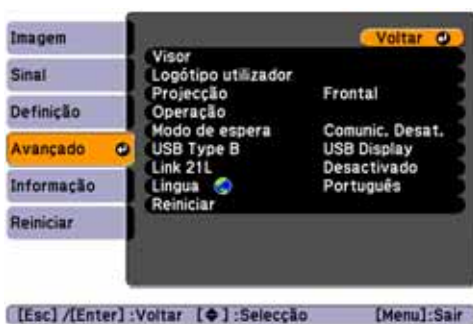 Imagem
Sinal
Definição
Avançado
Informação
Reiniciar
Voltar
Visor
Logótipo utilizador
Projecção Frontal
Operação
Modo de espera Comunic. Desat.
USB Type B USB Display
Link 21L Desactivado
Lingua Português
Reiniciar
[Esc] /[Enter] :Voltar [◆] :Selecção [Menu]:Sair